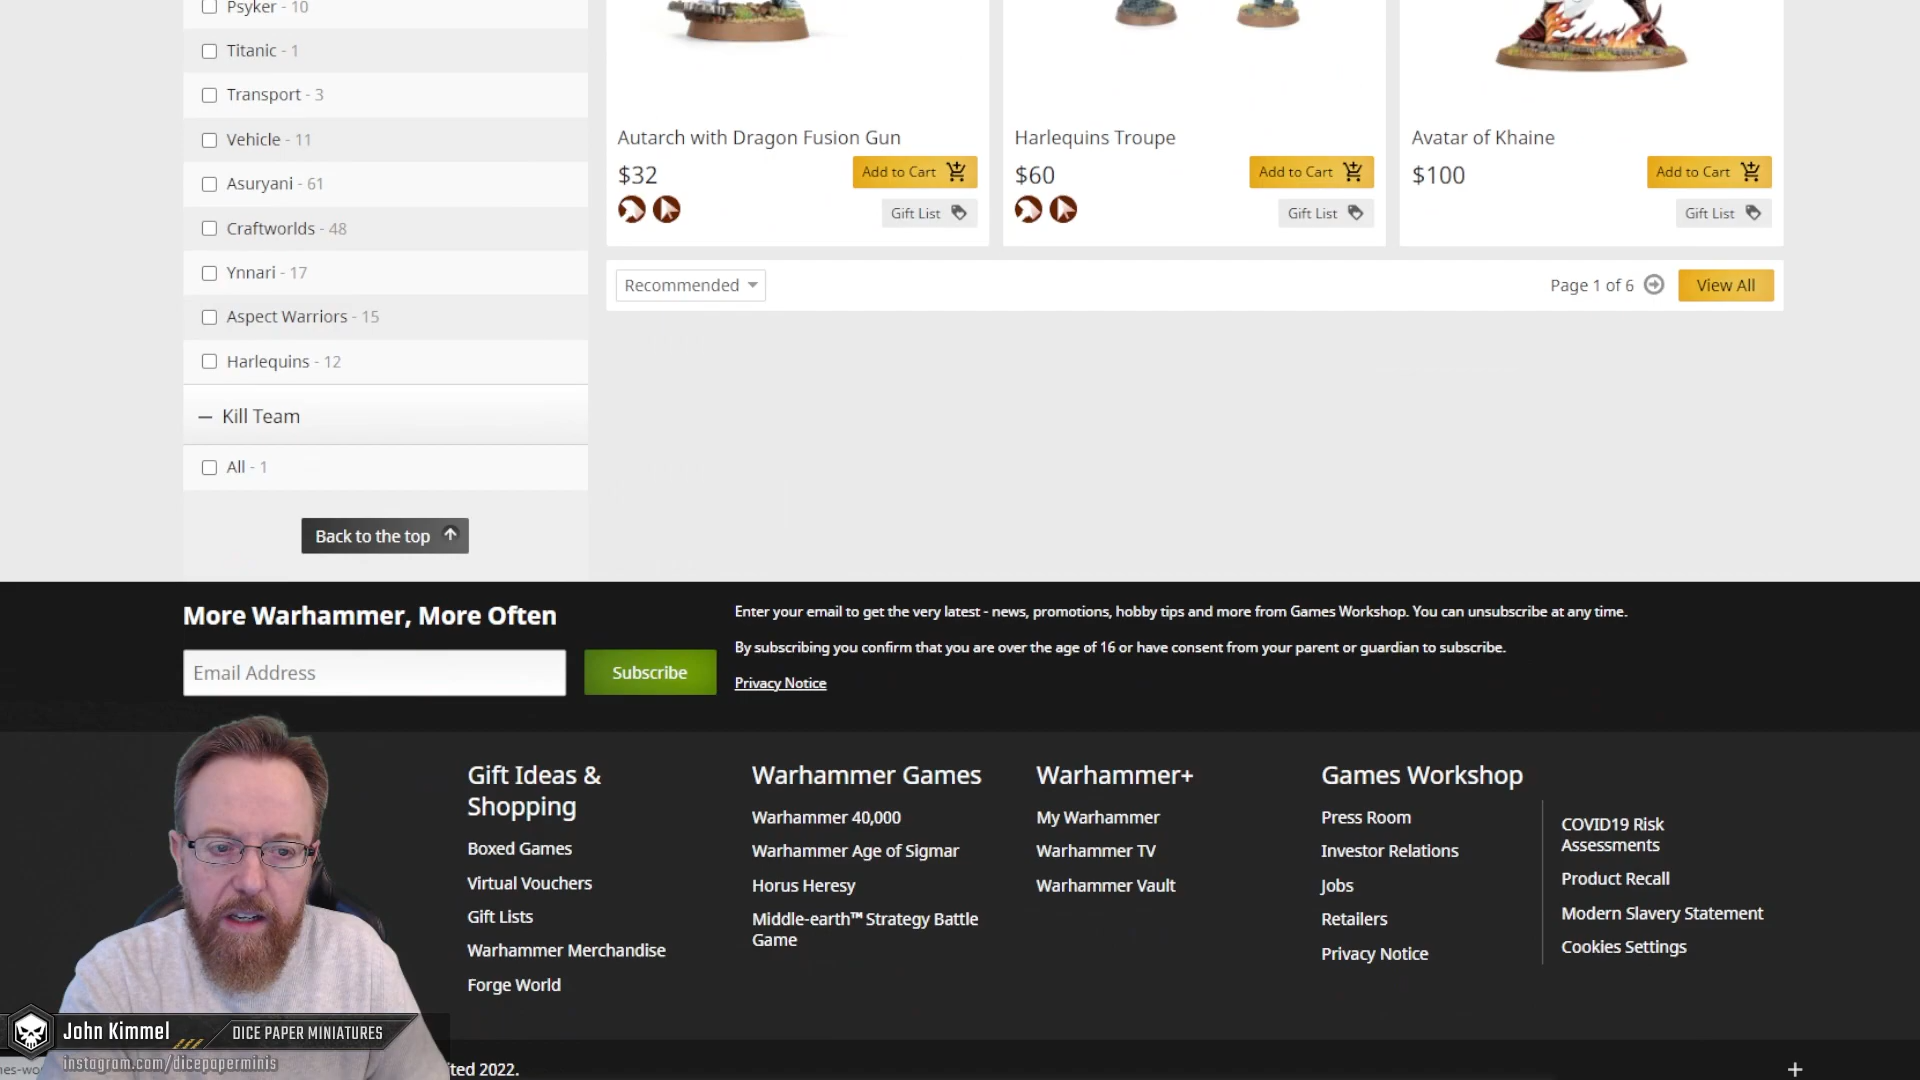 Psyker - 10
Titanic - 1
Transport - 3
Vehicle - 11
Asuryani - 61
Craftworlds - 48
Ynnari - 17
Aspect Warriors - 15
Harlequins - 12
Kill Team
All - 1
Back to the top
Autarch with Dragon Fusion Gun
$32
Add to Cart
Gift List
Harlequins Troupe
$60
Add to Cart
Gift List
Avatar of Khaine
$100
Add to Cart
Gift List
Recommended
Page 1 of 6
View All
More Warhammer, More Often
Email Address
Subscribe
Enter your email to get the very latest - news, promotions, hobby tips and more from Games Workshop. You can unsubscribe at any time.
By subscribing you confirm that you are over the age of 16 or have consent from your parent or guardian to subscribe.
Privacy Notice
Gift Ideas &
Shopping
Boxed Games
Virtual Vouchers
Gift Lists
Warhammer Merchandise
Forge World
Warhammer Games
Warhammer 40,000
Warhammer Age of Sigmar
Horus Heresy
Middle-earth™ Strategy Battle
Game
Warhammer+
My Warhammer
Warhammer TV
Warhammer Vault
Games Workshop
Press Room
Investor Relations
Jobs
Retailers
Privacy Notice
COVID19 Risk
Assessments
Product Recall
Modern Slavery Statement
Cookies Settings
John Kimmel
DICE PAPER MINIATURES
instagram.com/dicepaperminis
2022.
+